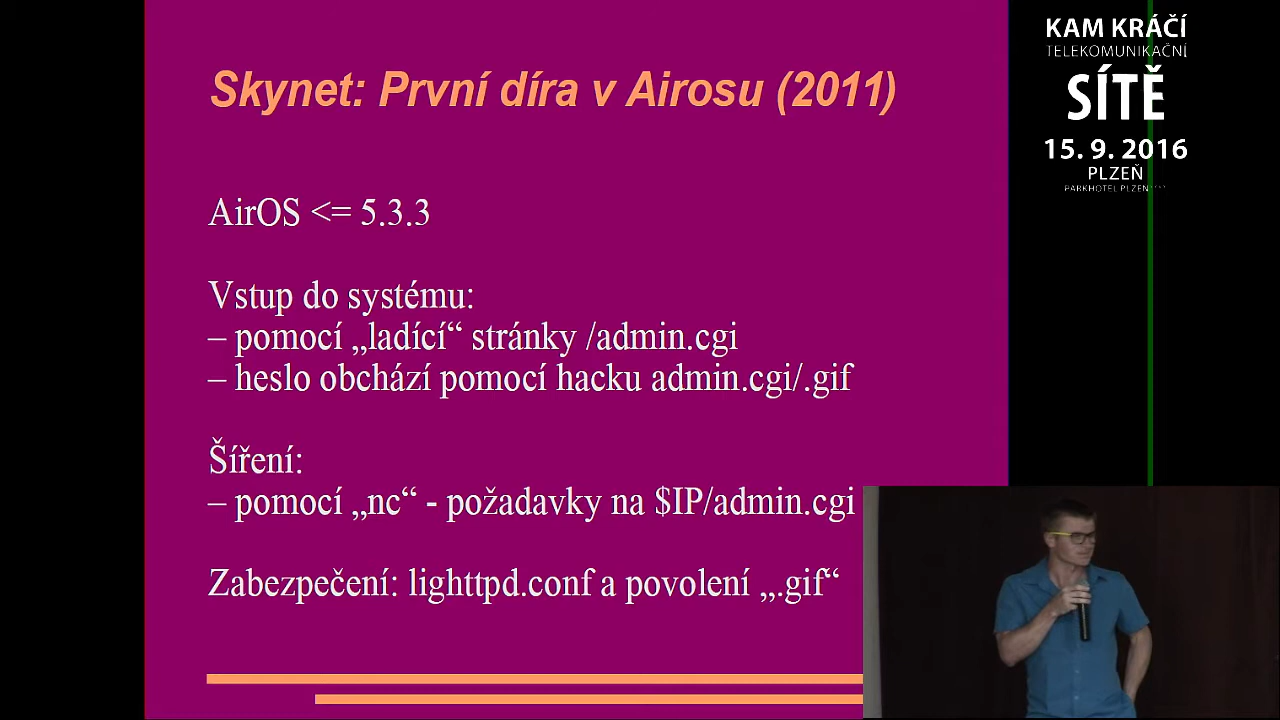 Skynet: První díra v Airosu (2011)
AirOS <= 5.3.3
Vstup do systému:
– pomocí „ladící“ stránky /admin.cgi
– heslo obchází pomocí hacku admin.cgi/.gif
Šíření:
– pomocí „nc“ - požadavky na $IP/admin.cgi
Zabezpečení: lighttpd.conf a povolení „.gif“
KAM KRÁČÍ
TELEKOMUNIKAČNÍ
SÍTĚ
15. 9. 2016
PLZEŇ
PARKHOTEL PLZEŇ